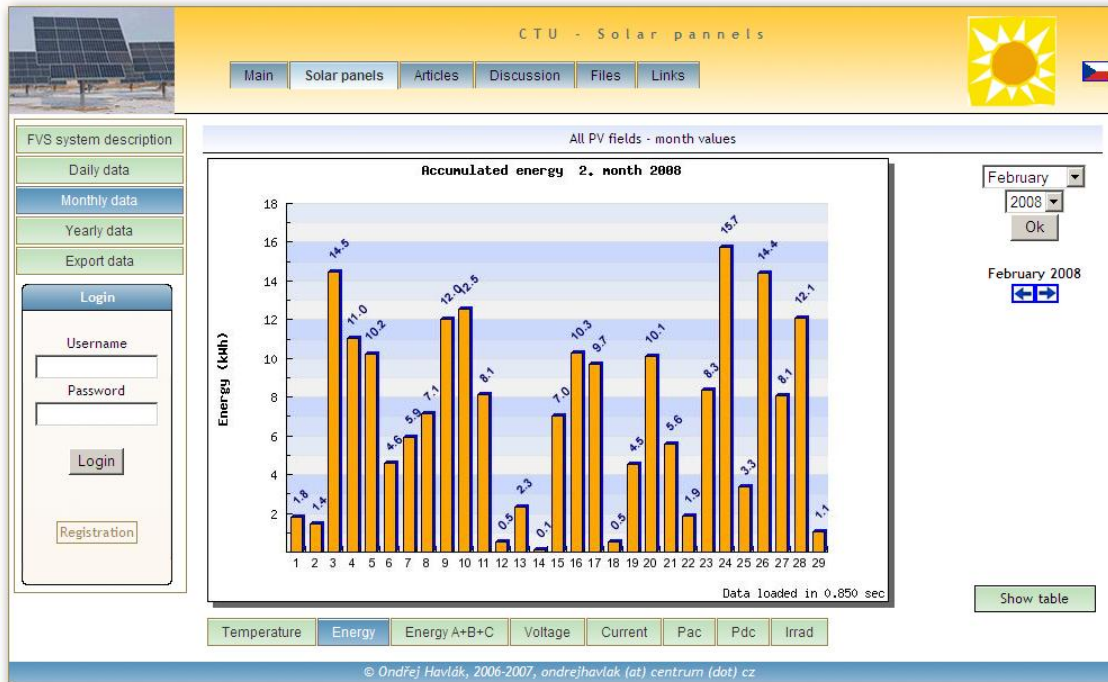 CTU - Solar pannels
Main Solar panels Articles Discussion Files Links
FVS system description
Daily data
Monthly data
Yearly data
Export data
Login
Username
Password
Login
Registration
All PV fields - month values
Accumulated energy 2. month 2008
Energy (kWh)
18
16
14
12
10
8
6
4
2
1.8 1.4 14.5 11.0 10.2 4.6 5.9 7.1 12.0 12.5 8.1 0.5 2.3 0.1 7.0 10.3 9.7 0.5 4.5 10.1 5.6 1.9 8.3 15.7 3.3 14.4 8.1 12.1 1.1
1 2 3 4 5 6 7 8 9 10 11 12 13 14 15 16 17 18 19 20 21 22 23 24 25 26 27 28 29
Data loaded in 0.850 sec
February
2008
Ok
February 2008
Show table
Temperature Energy Energy A+B+C Voltage Current Pac Pdc Irrad
© Ondřej Havlák, 2006-2007, ondrejhavlak (at) centrum (dot) cz